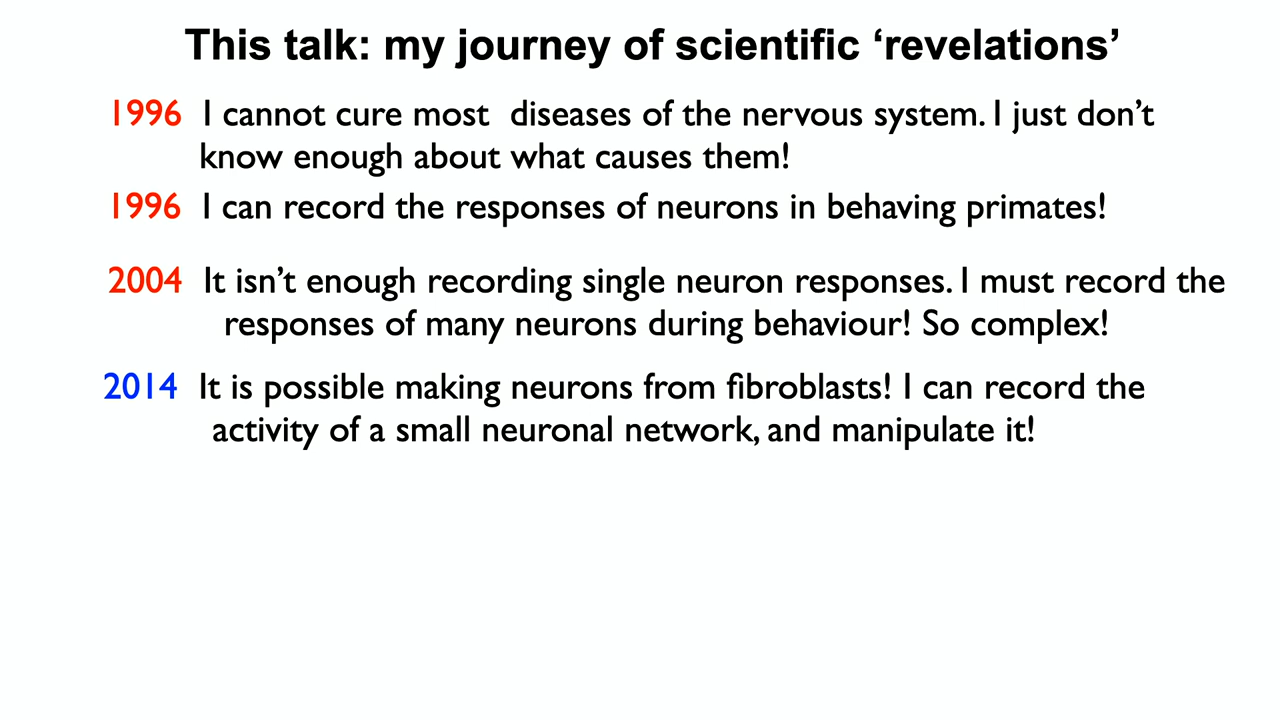 This talk: my journey of scientific ‘revelations’
1996 I cannot cure most diseases of the nervous system. I just don’t
know enough about what causes them!
1996 I can record the responses of neurons in behaving primates!
2004 It isn’t enough recording single neuron responses. I must record the
responses of many neurons during behaviour! So complex!
2014 It is possible making neurons from fibroblasts! I can record the
activity of a small neuronal network, and manipulate it!